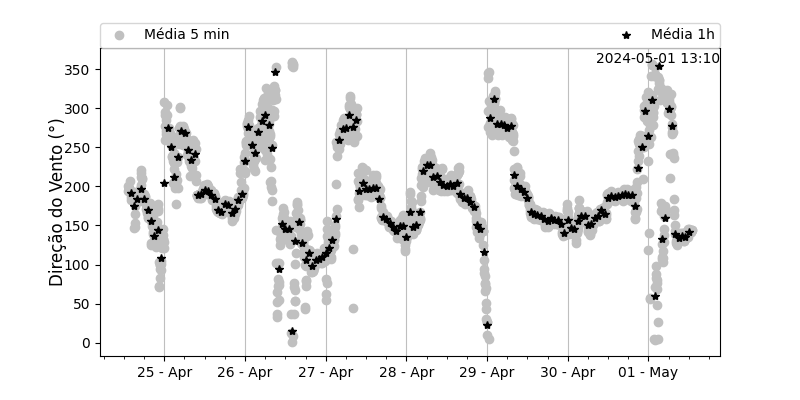 Média 5 min
Média 1h
2024-05-01 13:10
Direção do Vento (°)
350
300
250
200
150
100
50
0
25 - Apr
26 - Apr
27 - Apr
28 - Apr
29 - Apr
30 - Apr
01 - May